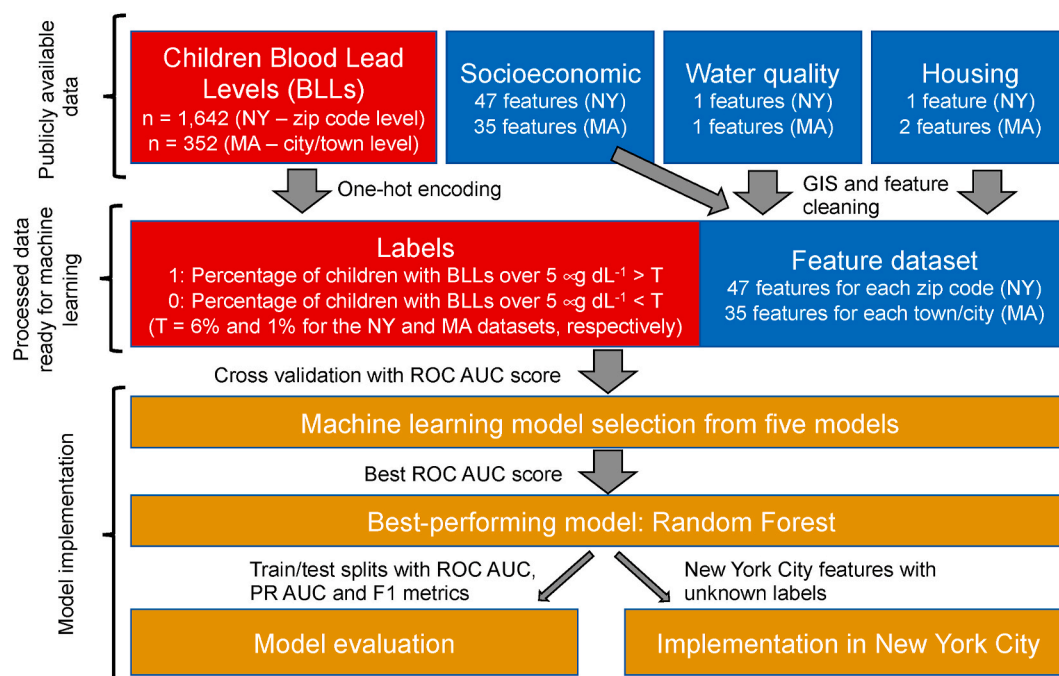 Publicly available
data
Children Blood Lead
Levels (BLLs)
n = 1,642 (NY – zip code level)
n = 352 (MA – city/town level)
Socioeconomic
47 features (NY)
35 features (MA)
Water quality
1 features (NY)
1 features (MA)
Housing
1 feature (NY)
2 features (MA)
One-hot encoding
GIS and feature
cleaning
Processed data
ready for machine
learning
Labels
1: Percentage of children with BLLs over 5 ∝g dL⁻¹ > T
0: Percentage of children with BLLs over 5 ∝g dL⁻¹ < T
(T = 6% and 1% for the NY and MA datasets, respectively)
Feature dataset
47 features for each zip code (NY)
35 features for each town/city (MA)
Cross validation with ROC AUC score
Model implementation
Machine learning model selection from five models
Best ROC AUC score
Best-performing model: Random Forest
Train/test splits with ROC AUC,
PR AUC and F1 metrics
New York City features with
unknown labels
Model evaluation
Implementation in New York City